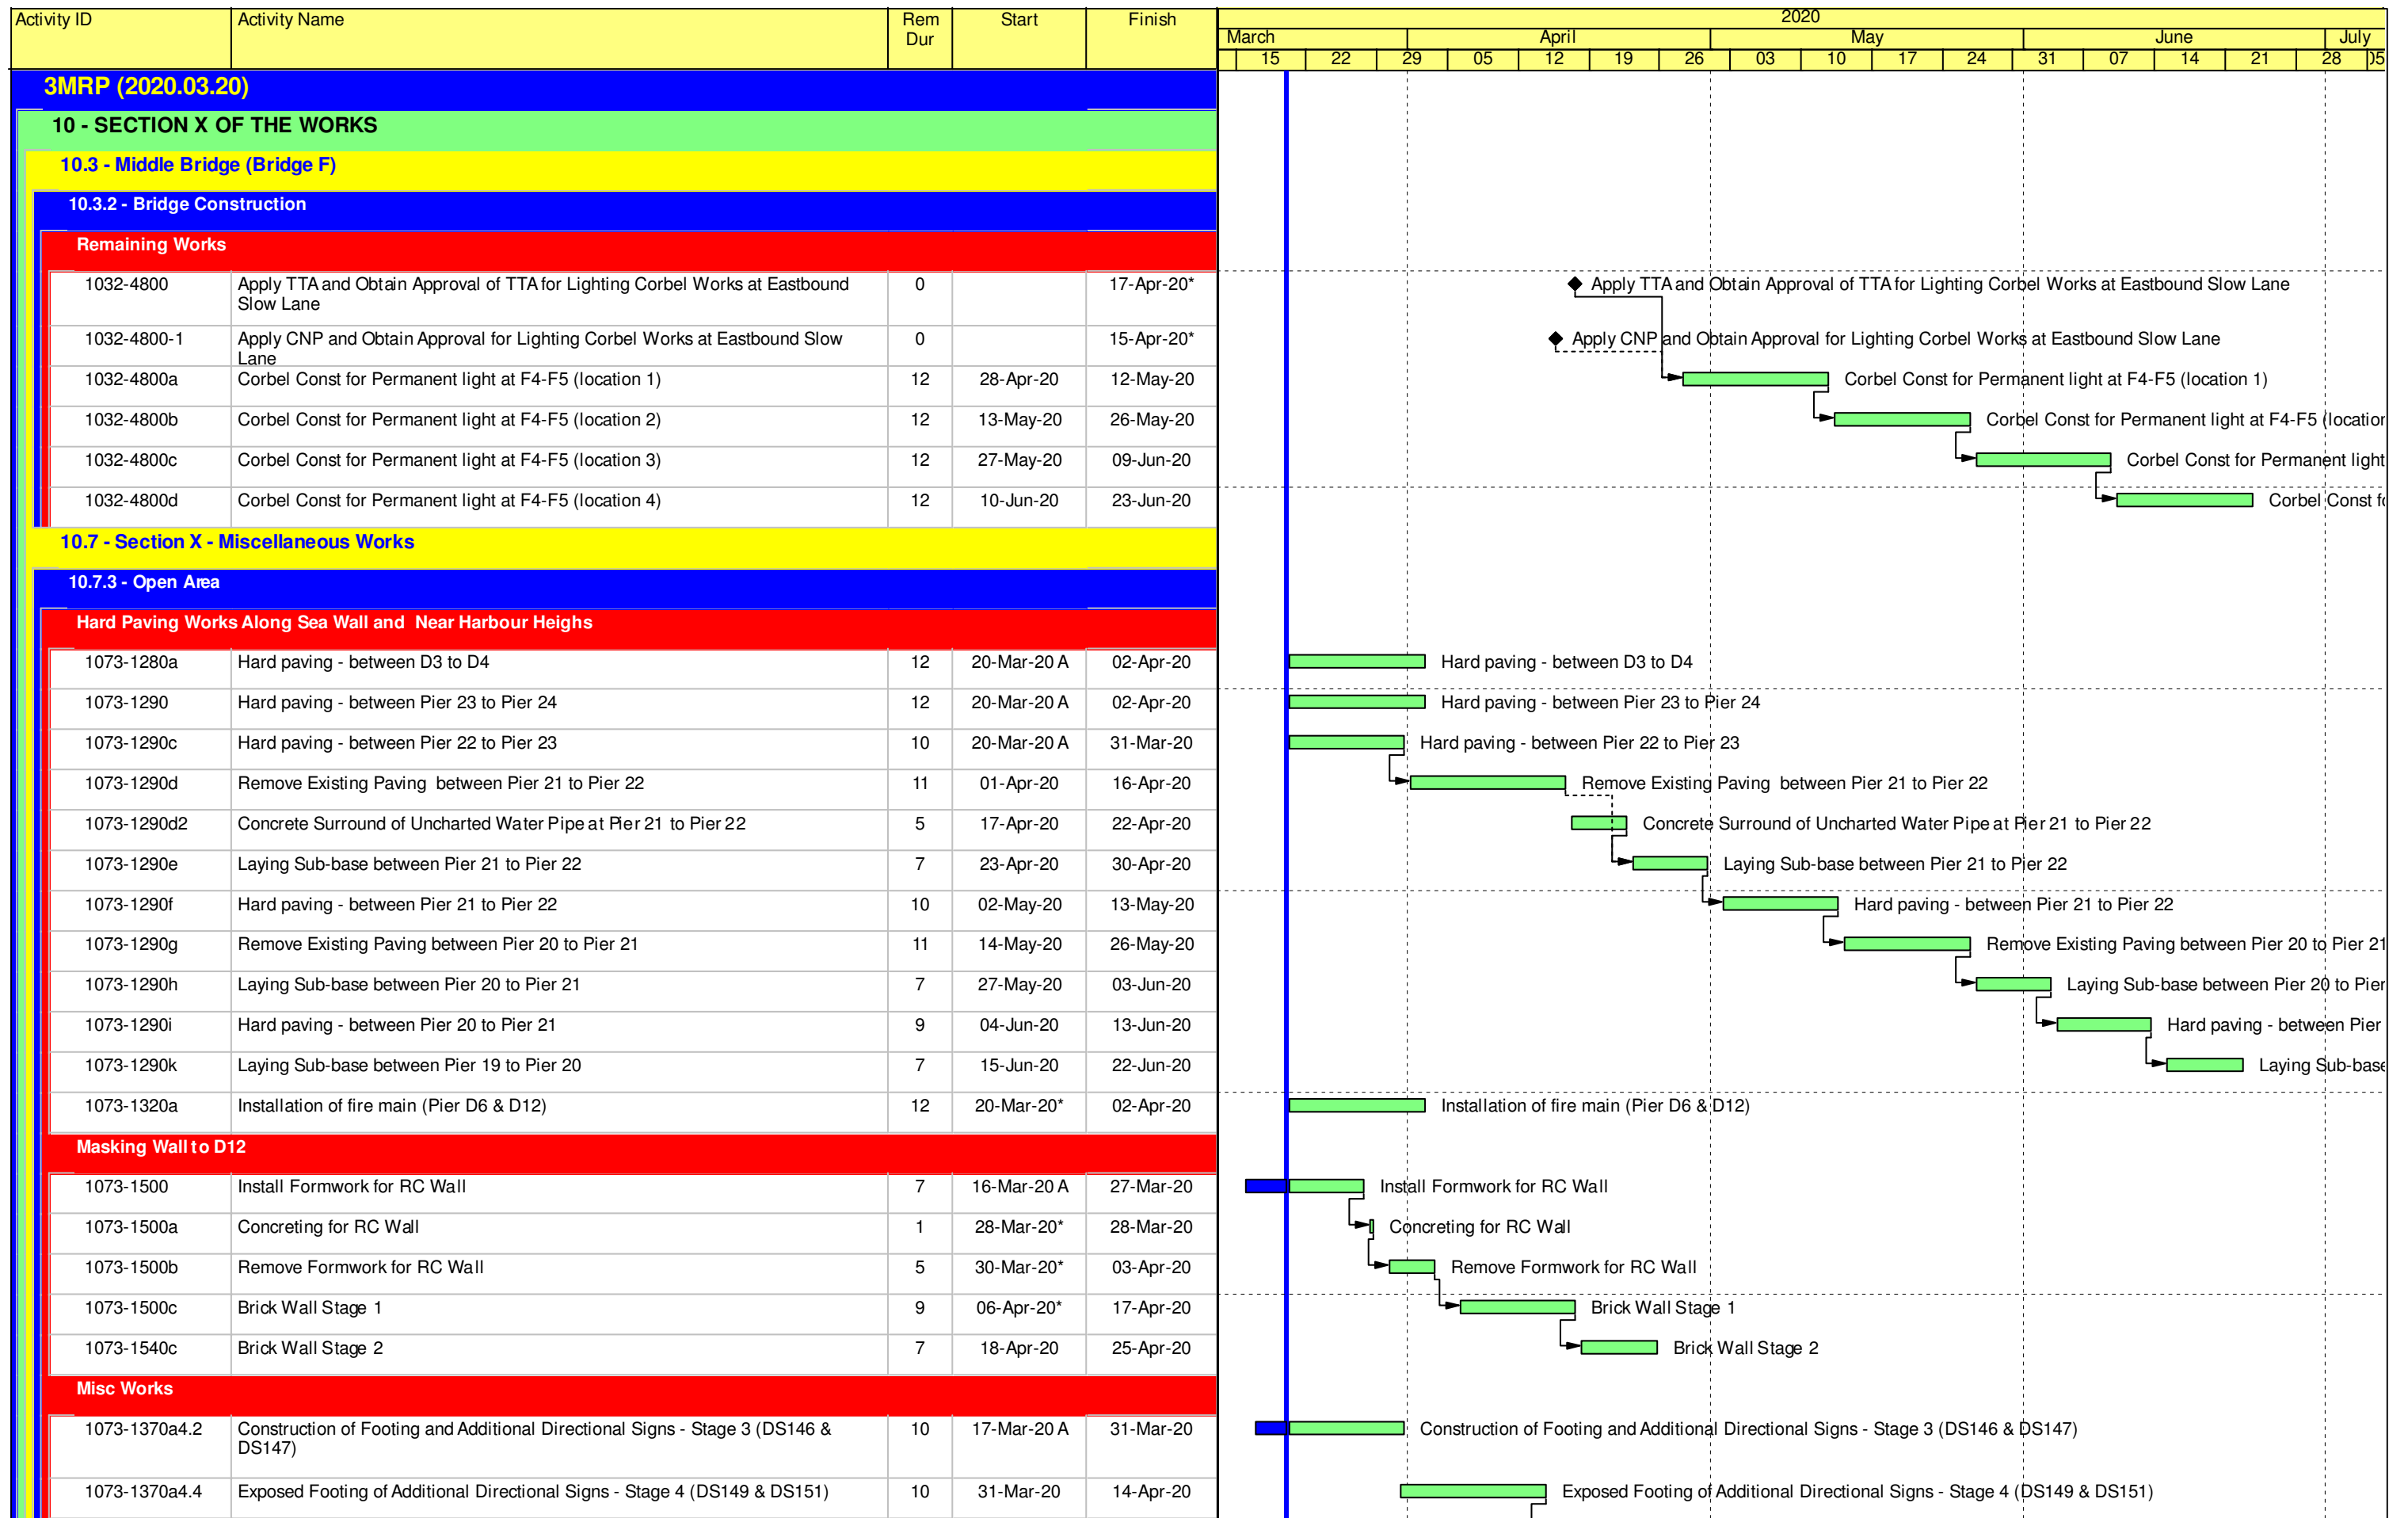 Activity ID Activity Name Rem Start Finish 2020
Dur March April May June July
15 22 29 05 12 19 26 03 10 17 24 31 07 14 21 28 05
3MRP (2020.03.20)
10 - SECTION X OF THE WORKS
10.3 - Middle Bridge (Bridge F)
10.3.2 - Bridge Construction
Remaining Works
1032-4800 Apply TTA and Obtain Approval of TTA for Lighting Corbel Works at Eastbound 0 17-Apr-20* Apply TTA and Obtain Approval of TTA for Lighting Corbel Works at Eastbound Slow Lane
Slow Lane
1032-4800-1 Apply CNP and Obtain Approval for Lighting Corbel Works at Eastbound Slow 0 15-Apr-20* Apply CNP and Obtain Approval for Lighting Corbel Works at Eastbound Slow Lane
Lane
1032-4800a Corbel Const for Permanent light at F4-F5 (location 1) 12 28-Apr-20 12-May-20 Corbel Const for Permanent light at F4-F5 (location 1)
1032-4800b Corbel Const for Permanent light at F4-F5 (location 2) 12 13-May-20 26-May-20 Corbel Const for Permanent light at F4-F5 (location
1032-4800c Corbel Const for Permanent light at F4-F5 (location 3) 12 27-May-20 09-Jun-20 Corbel Const for Permanent light
1032-4800d Corbel Const for Permanent light at F4-F5 (location 4) 12 10-Jun-20 23-Jun-20 Corbel Const fo
10.7 - Section X - Miscellaneous Works
10.7.3 - Open Area
Hard Paving Works Along Sea Wall and Near Harbour Heighs
1073-1280a Hard paving - between D3 to D4 12 20-Mar-20 A 02-Apr-20 Hard paving - between D3 to D4
1073-1290 Hard paving - between Pier 23 to Pier 24 12 20-Mar-20 A 02-Apr-20 Hard paving - between Pier 23 to Pier 24
1073-1290c Hard paving - between Pier 22 to Pier 23 10 20-Mar-20 A 31-Mar-20 Hard paving - between Pier 22 to Pier 23
1073-1290d Remove Existing Paving between Pier 21 to Pier 22 11 01-Apr-20 16-Apr-20 Remove Existing Paving between Pier 21 to Pier 22
1073-1290d2 Concrete Surround of Uncharted Water Pipe at Pier 21 to Pier 22 5 17-Apr-20 22-Apr-20 Concrete Surround of Uncharted Water Pipe at Pier 21 to Pier 22
1073-1290e Laying Sub-base between Pier 21 to Pier 22 7 23-Apr-20 30-Apr-20 Laying Sub-base between Pier 21 to Pier 22
1073-1290f Hard paving - between Pier 21 to Pier 22 10 02-May-20 13-May-20 Hard paving - between Pier 21 to Pier 22
1073-1290g Remove Existing Paving between Pier 20 to Pier 21 11 14-May-20 26-May-20 Remove Existing Paving between Pier 20 to Pier 21
1073-1290h Laying Sub-base between Pier 20 to Pier 21 7 27-May-20 03-Jun-20 Laying Sub-base between Pier 20 to Pier
1073-1290i Hard paving - between Pier 20 to Pier 21 9 04-Jun-20 13-Jun-20 Hard paving - between Pier
1073-1290k Laying Sub-base between Pier 19 to Pier 20 7 15-Jun-20 22-Jun-20 Laying Sub-base
1073-1320a Installation of fire main (Pier D6 & D12) 12 20-Mar-20* 02-Apr-20 Installation of fire main (Pier D6 & D12)
Masking Wall to D12
1073-1500 Install Formwork for RC Wall 7 16-Mar-20 A 27-Mar-20 Install Formwork for RC Wall
1073-1500a Concreting for RC Wall 1 28-Mar-20* 28-Mar-20 Concreting for RC Wall
1073-1500b Remove Formwork for RC Wall 5 30-Mar-20* 03-Apr-20 Remove Formwork for RC Wall
1073-1500c Brick Wall Stage 1 9 06-Apr-20* 17-Apr-20 Brick Wall Stage 1
1073-1540c Brick Wall Stage 2 7 18-Apr-20 25-Apr-20 Brick Wall Stage 2
Misc Works
1073-1370a4.2 Construction of Footing and Additional Directional Signs - Stage 3 (DS146 & 10 17-Mar-20 A 31-Mar-20 Construction of Footing and Additional Directional Signs - Stage 3 (DS146 & DS147)
DS147)
1073-1370a4.4 Exposed Footing of Additional Directional Signs - Stage 4 (DS149 & DS151) 10 31-Mar-20 14-Apr-20 Exposed Footing of Additional Directional Signs - Stage 4 (DS149 & DS151)